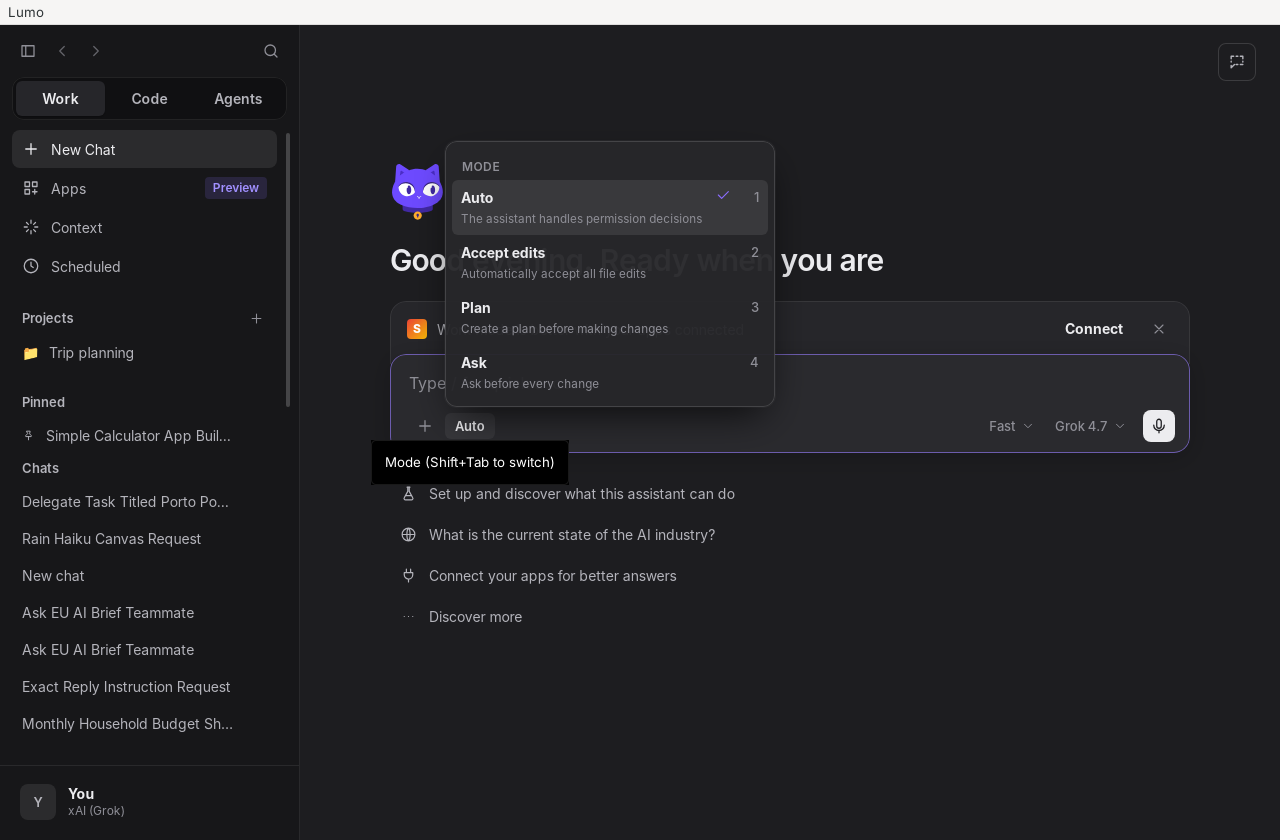 Lumo
Work
Code
Agents
New Chat
Apps
Preview
Context
Scheduled
Projects
Trip planning
Pinned
Simple Calculator App Buil...
Chats
Delegate Task Titled Porto Po...
Rain Haiku Canvas Request
New chat
Ask EU AI Brief Teammate
Ask EU AI Brief Teammate
Exact Reply Instruction Request
Monthly Household Budget Sh...
Y
You
xAI (Grok)
MODE
Auto
1
The assistant handles permission decisions
Accept edits
2
Automatically accept all file edits
Plan
3
Create a plan before making changes
Ask
4
Ask before every change
Good evening, Ready when you are
S
connected
Connect
Type
Auto
Fast
Grok 4.7
Mode (Shift+Tab to switch)
Set up and discover what this assistant can do
What is the current state of the AI industry?
Connect your apps for better answers
Discover more